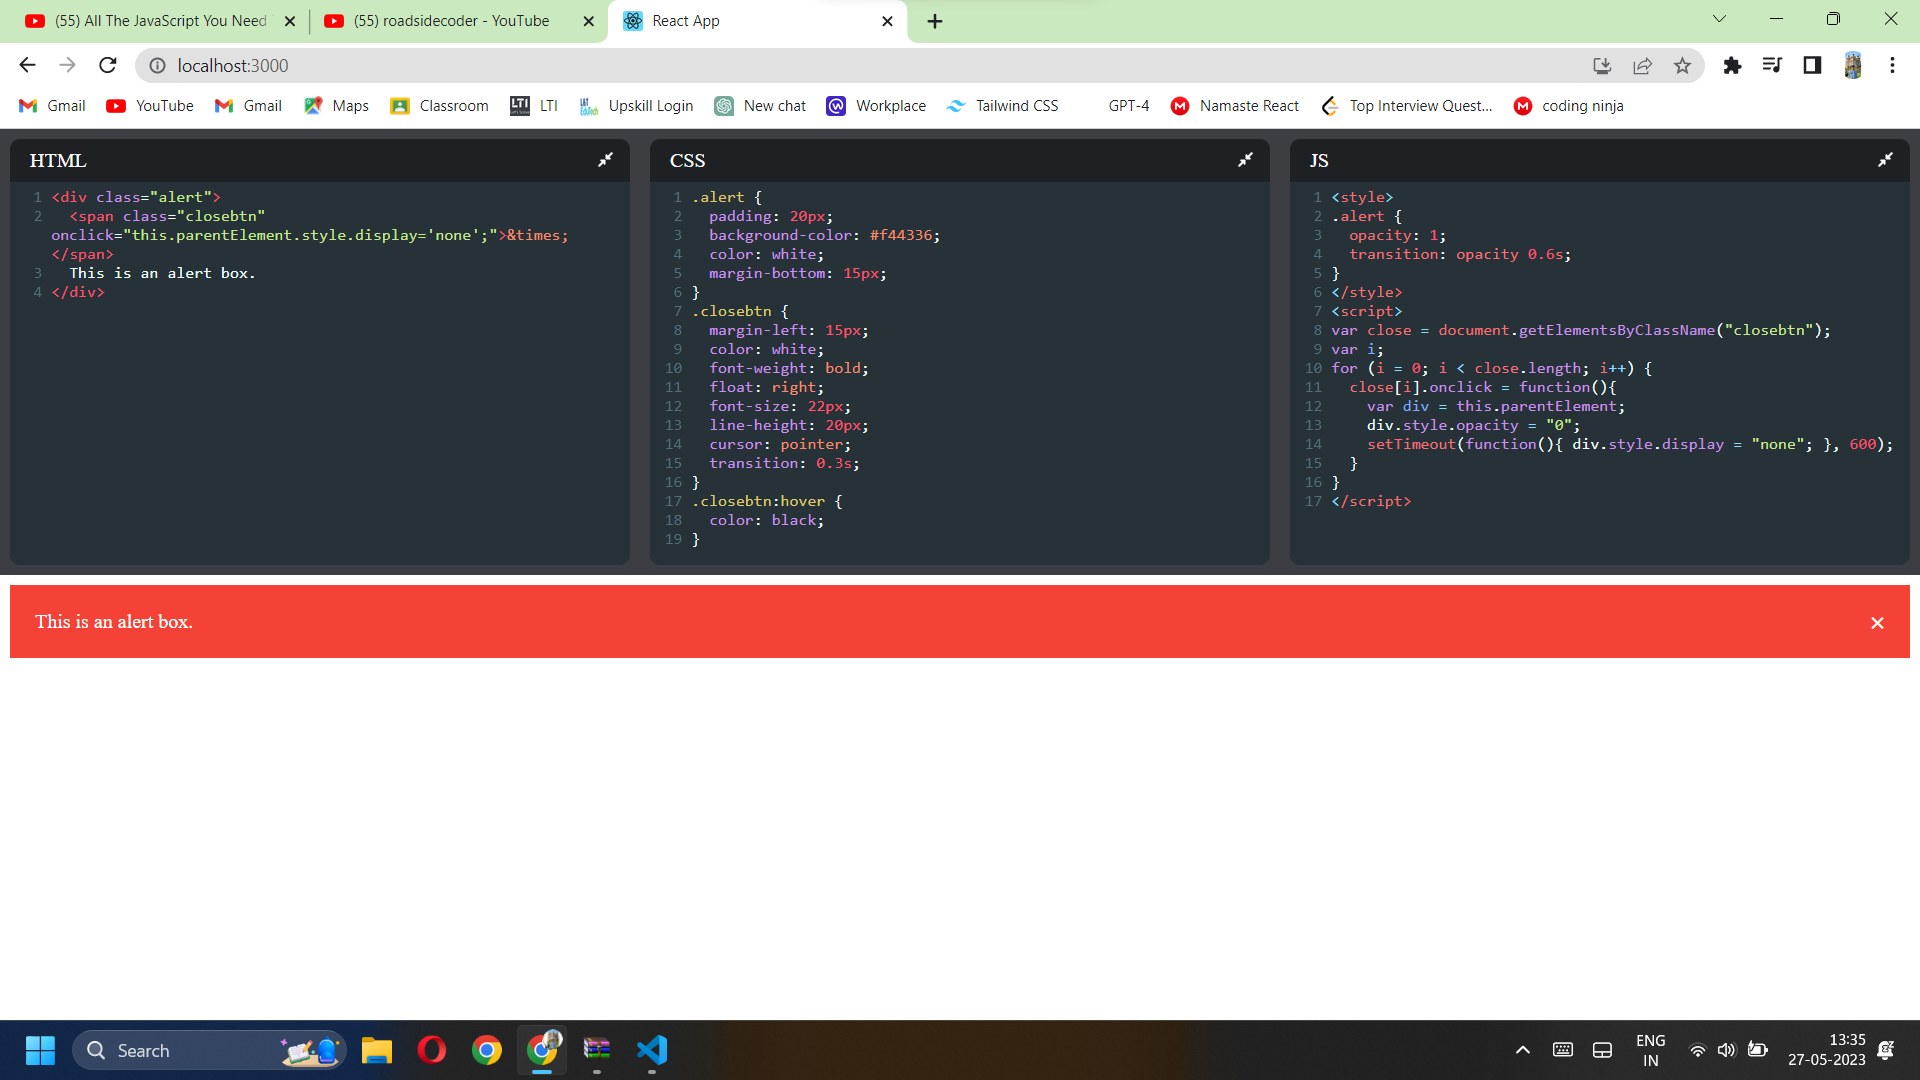 (55) All The JavaScript You Need
(55) roadsidecoder - YouTube
React App
localhost:3000
Gmail
YouTube
Gmail
Maps
Classroom
LTI
Upskill Login
New chat
Workplace
Tailwind CSS
GPT-4
Namaste React
Top Interview Quest...
coding ninja
HTML
1 <div class="alert">
2 <span class="closebtn"
onclick="this.parentElement.style.display='none';">&times;
</span>
3 This is an alert box.
4 </div>
CSS
1 .alert {
2 padding: 20px;
3 background-color: #f44336;
4 color: white;
5 margin-bottom: 15px;
6 }
7 .closebtn {
8 margin-left: 15px;
9 color: white;
10 font-weight: bold;
11 float: right;
12 font-size: 22px;
13 line-height: 20px;
14 cursor: pointer;
15 transition: 0.3s;
16 }
17 .closebtn:hover {
18 color: black;
19 }
JS
1 <style>
2 .alert {
3 opacity: 1;
4 transition: opacity 0.6s;
5 }
6 </style>
7 <script>
8 var close = document.getElementsByClassName("closebtn");
9 var i;
10 for (i = 0; i < close.length; i++) {
11 close[i].onclick = function(){
12 var div = this.parentElement;
13 div.style.opacity = "0";
14 setTimeout(function(){ div.style.display = "none"; }, 600);
15 }
16 }
17 </script>
This is an alert box.
×
Search
ENG
IN
13:35
27-05-2023